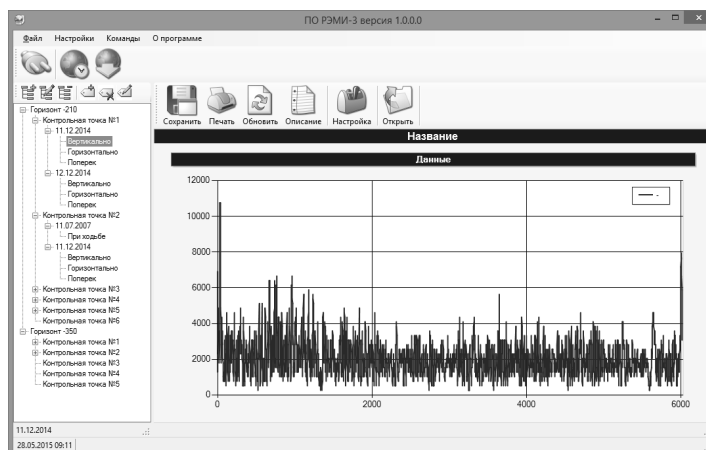 ПО РЭМИ-3 версия 1.0.0.0
Файл Настройки Команды О программе
Сохранить Печать Обновить Описание Настройка Открыть
Горизонт -210
Контрольная точка №1
11.12.2014
Вертикально
Горизонтально
Поперек
12.12.2014
Вертикально
Горизонтально
Поперек
Контрольная точка №2
11.07.2007
При ходьбе
11.12.2014
Вертикально
Горизонтально
Поперек
Контрольная точка №3
Контрольная точка №4
Контрольная точка №5
Контрольная точка №6
Горизонт -350
Контрольная точка №1
Контрольная точка №2
Контрольная точка №3
Контрольная точка №4
Контрольная точка №5
Название
Данные
12000
10000
8000
6000
4000
2000
0
0 2000 4000 6000
-
11.12.2014
28.05.2015 09:11